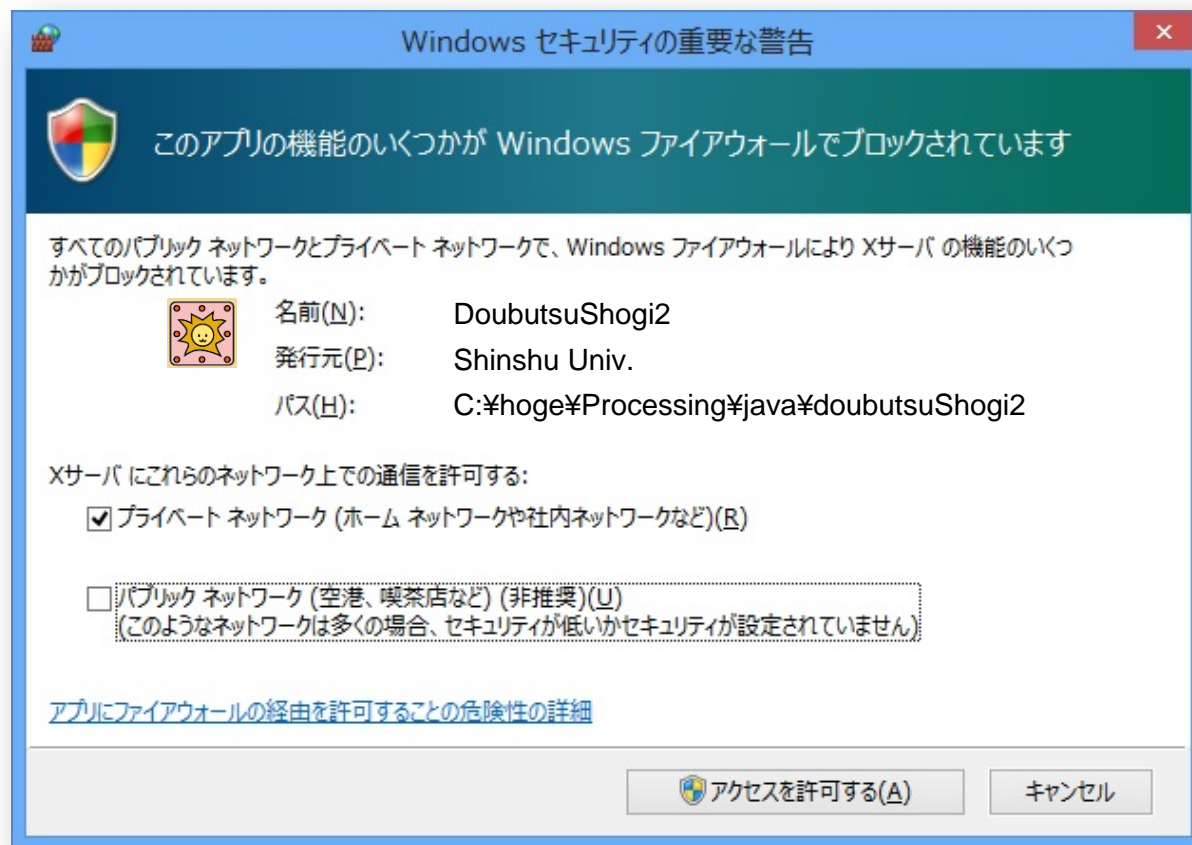 Windows セキュリティの重要な警告
このアプリの機能のいくつかが Windows ファイアウォールでブロックされています
すべてのパブリック ネットワークとプライベート ネットワークで、Windows ファイアウォールにより Xサーバ の機能のいくつ
かがブロックされています。
名前(N): DoubutsuShogi2
発行元(P): Shinshu Univ.
パス(H): C:¥hoge¥Processing¥java¥doubutsuShogi2
Xサーバ にこれらのネットワーク上での通信を許可する:
プライベート ネットワーク (ホーム ネットワークや社内ネットワークなど)(R)
パブリック ネットワーク (空港、喫茶店など) (非推奨)(U)
(このようなネットワークは多くの場合、セキュリティが低いかセキュリティが設定されていません)
アプリにファイアウォールの経由を許可することの危険性の詳細
アクセスを許可する(A) キャンセル